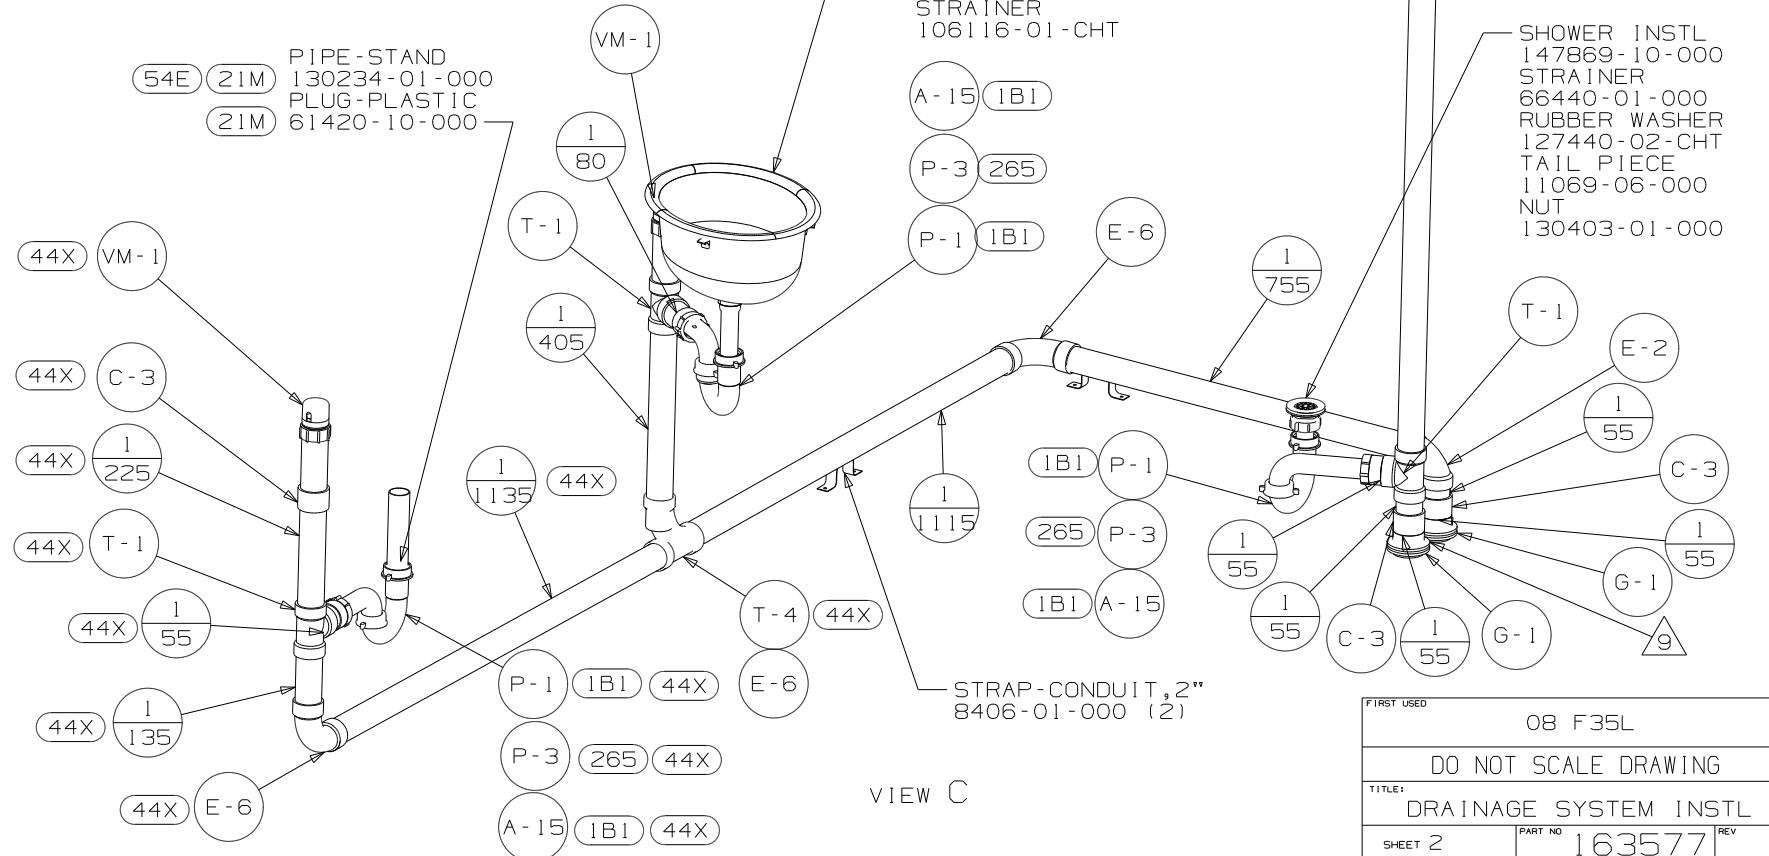 STRAINER
106116-01-CHT
PIPE-STAND
54E 21M 130234-01-000
PLUG-PLASTIC
21M 61420-10-000
VM-1
1
80
T-1
1
405
A-15 1B1
P-3 265
P-1 1B1
E-6
1
755
SHOWER INSTL
147869-10-000
STRAINER
66440-01-000
RUBBER WASHER
127440-02-CHT
TAIL PIECE
11069-06-000
NUT
130403-01-000
44X VM-1
44X C-3
44X 1
225
44X T-1
44X 1
55
44X 1
135
44X E-6
1
1135 44X
1
1115
T-1
E-2
1
55
C-3
1
55
G-1
9
1B1 P-1
265 P-3
1B1 A-15
1
55
1
55
C-3
1
55
G-1
T-4 44X
E-6
P-1 1B1 44X
P-3 265 44X
A-15 1B1 44X
STRAP-CONDUIT,2"
8406-01-000 (2)
VIEW C
FIRST USED
08 F35L
DO NOT SCALE DRAWING
TITLE:
DRAINAGE SYSTEM INSTL
SHEET 2 PART NO 163577 REV